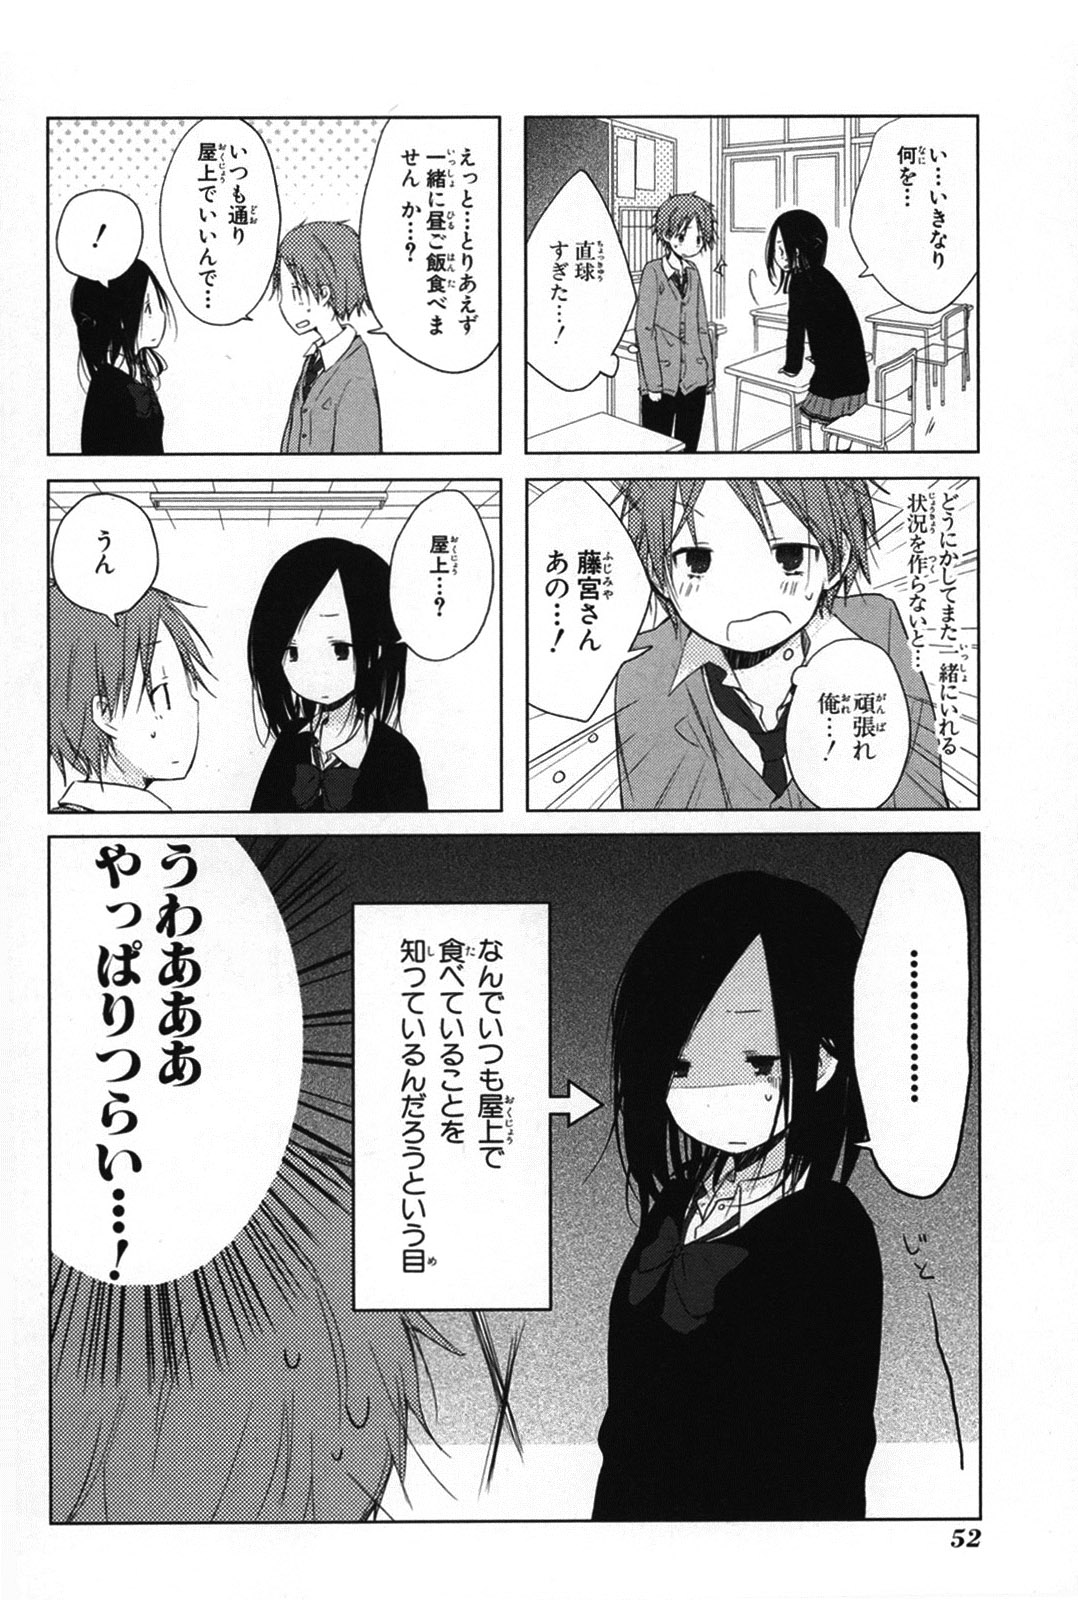 い…いきなり
何を…
直球
すぎた…！
えっと…とりあえず
一緒に昼ご飯食べま
せんか…？
いつも通り
屋上でいいんで…
！
どうにかしてまた一緒にいれる
状況を作らないと…
頑張れ
俺…！
藤宮さん
あの…！
屋上…？
うん
…………
じと
なんでいつも屋上で
食べていることを
知っているんだろうという目
うわあああ
やっぱりつらい…！
52